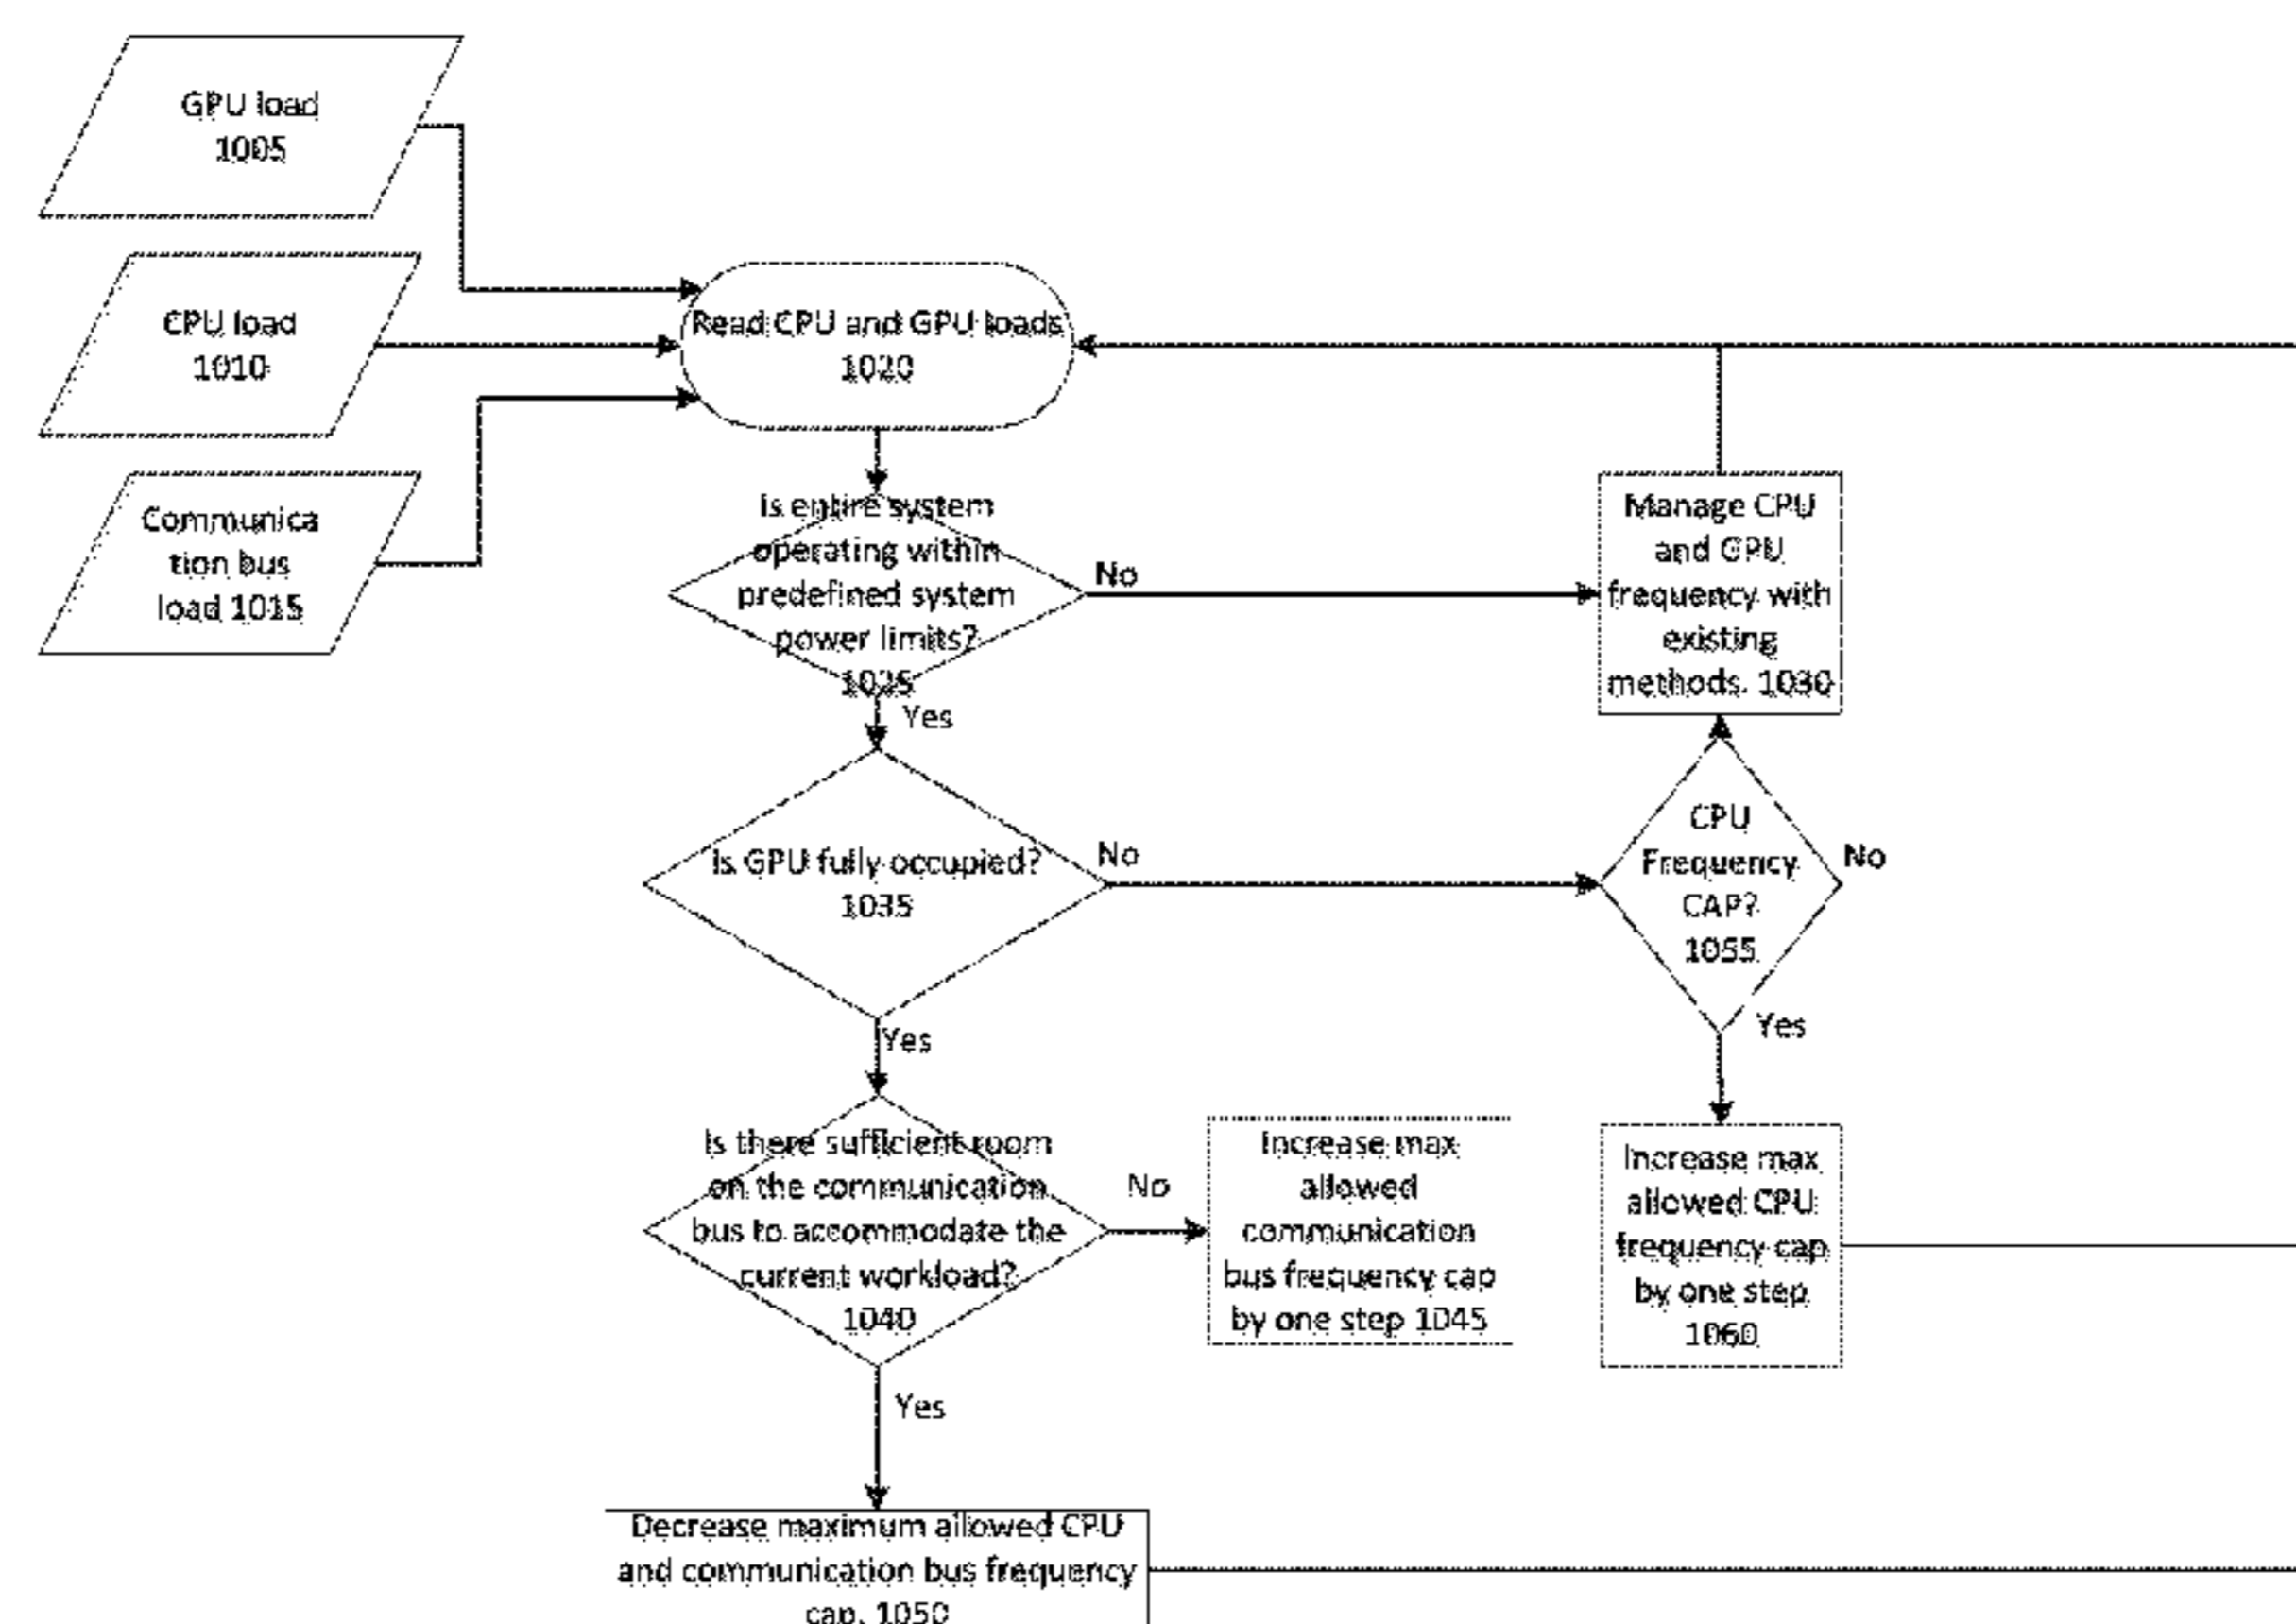 GPU load
1005
CPU load
1010
Communica
tion bus
load 1015
Read CPU and GPU loads
1020
Is entire system
operating within
predefined system
power limits?
1025
No
Yes
Manage CPU
and GPU
frequency with
existing
methods. 1030
Is GPU fully occupied?
1035
No
Yes
CPU
Frequency
CAP?
1055
No
Yes
Is there sufficient room
on the communication
bus to accommodate the
current workload?
1040
No
Yes
Increase max
allowed
communication
bus frequency cap
by one step 1045
Increase max
allowed CPU
frequency cap
by one step
1060
Decrease maximum allowed CPU
and communication bus frequency
cap. 1050